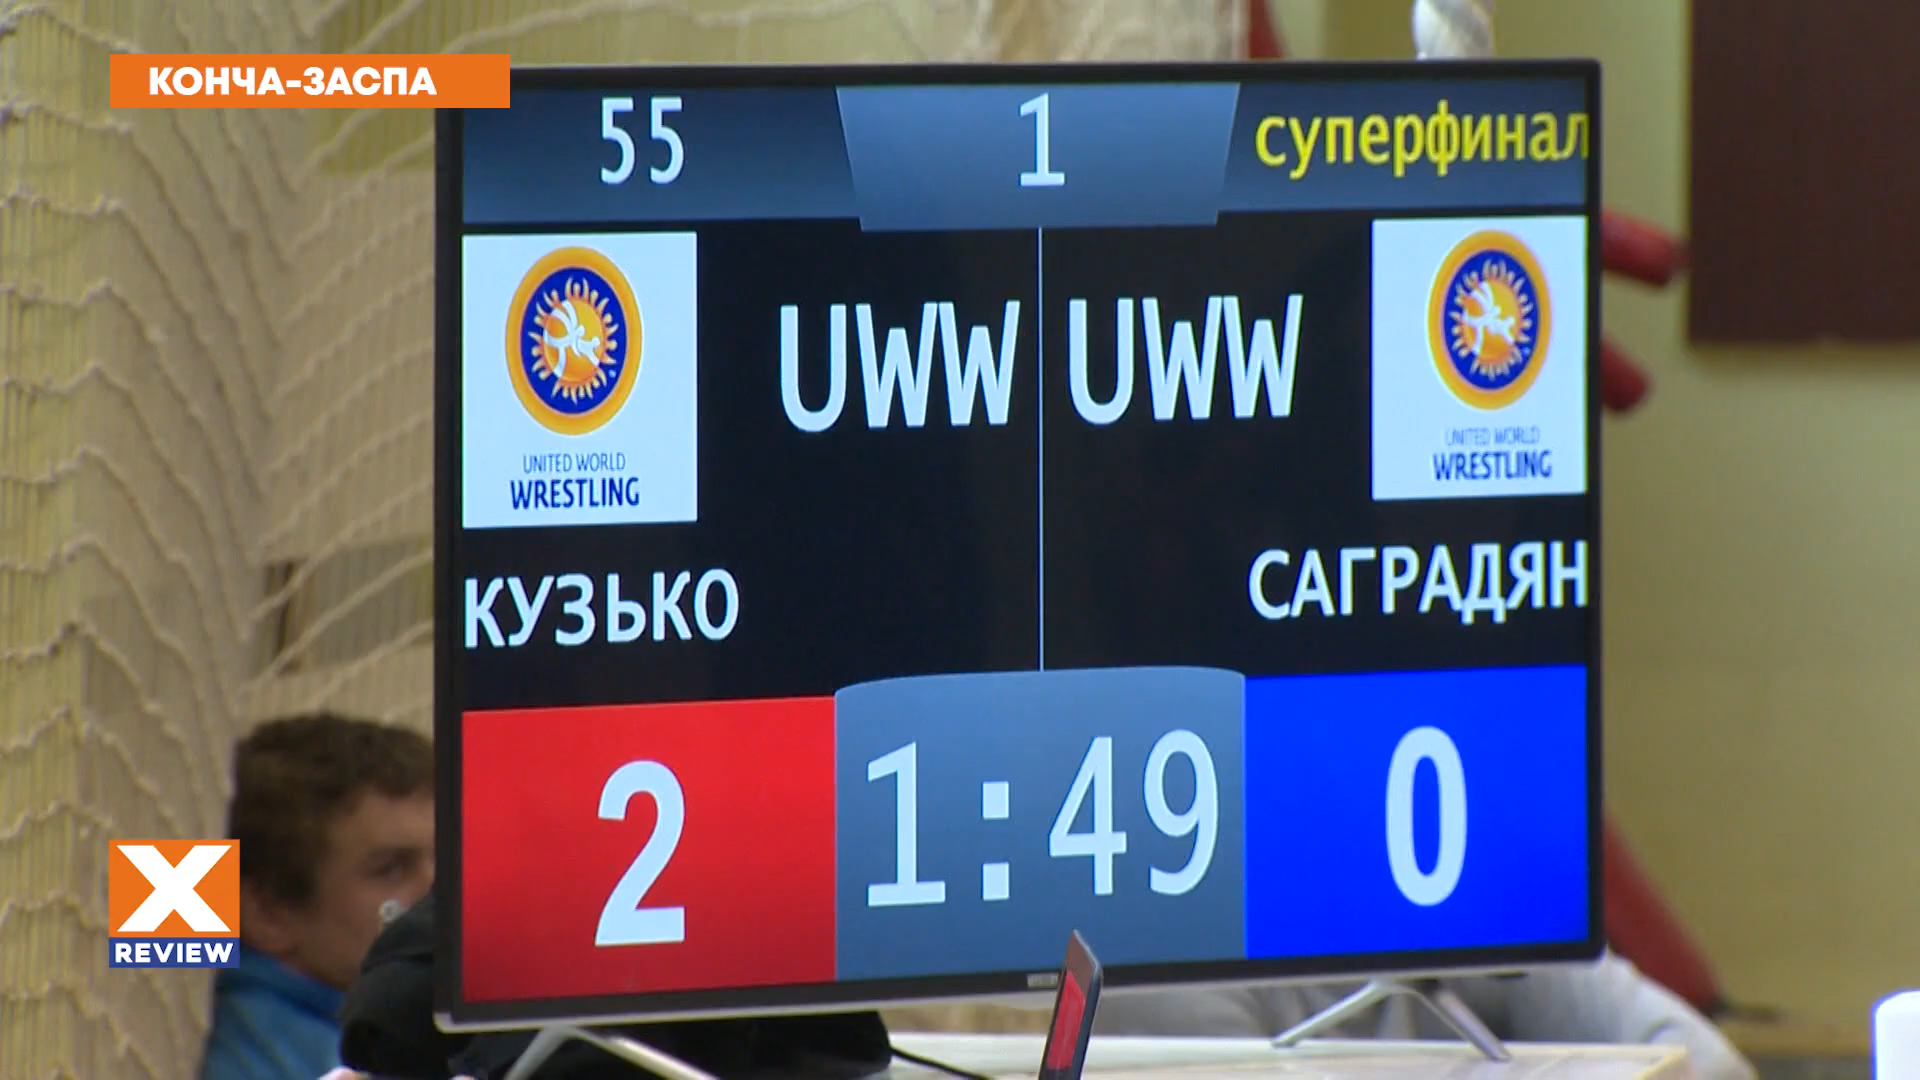 КОНЧА-ЗАСПА
55 1 суперфинал
UWW UWW
UNITED WORLD
WRESTLING
UNITED WORLD
WRESTLING
КУЗЬКО САГРАДЯН
2 1:49 0
X
REVIEW